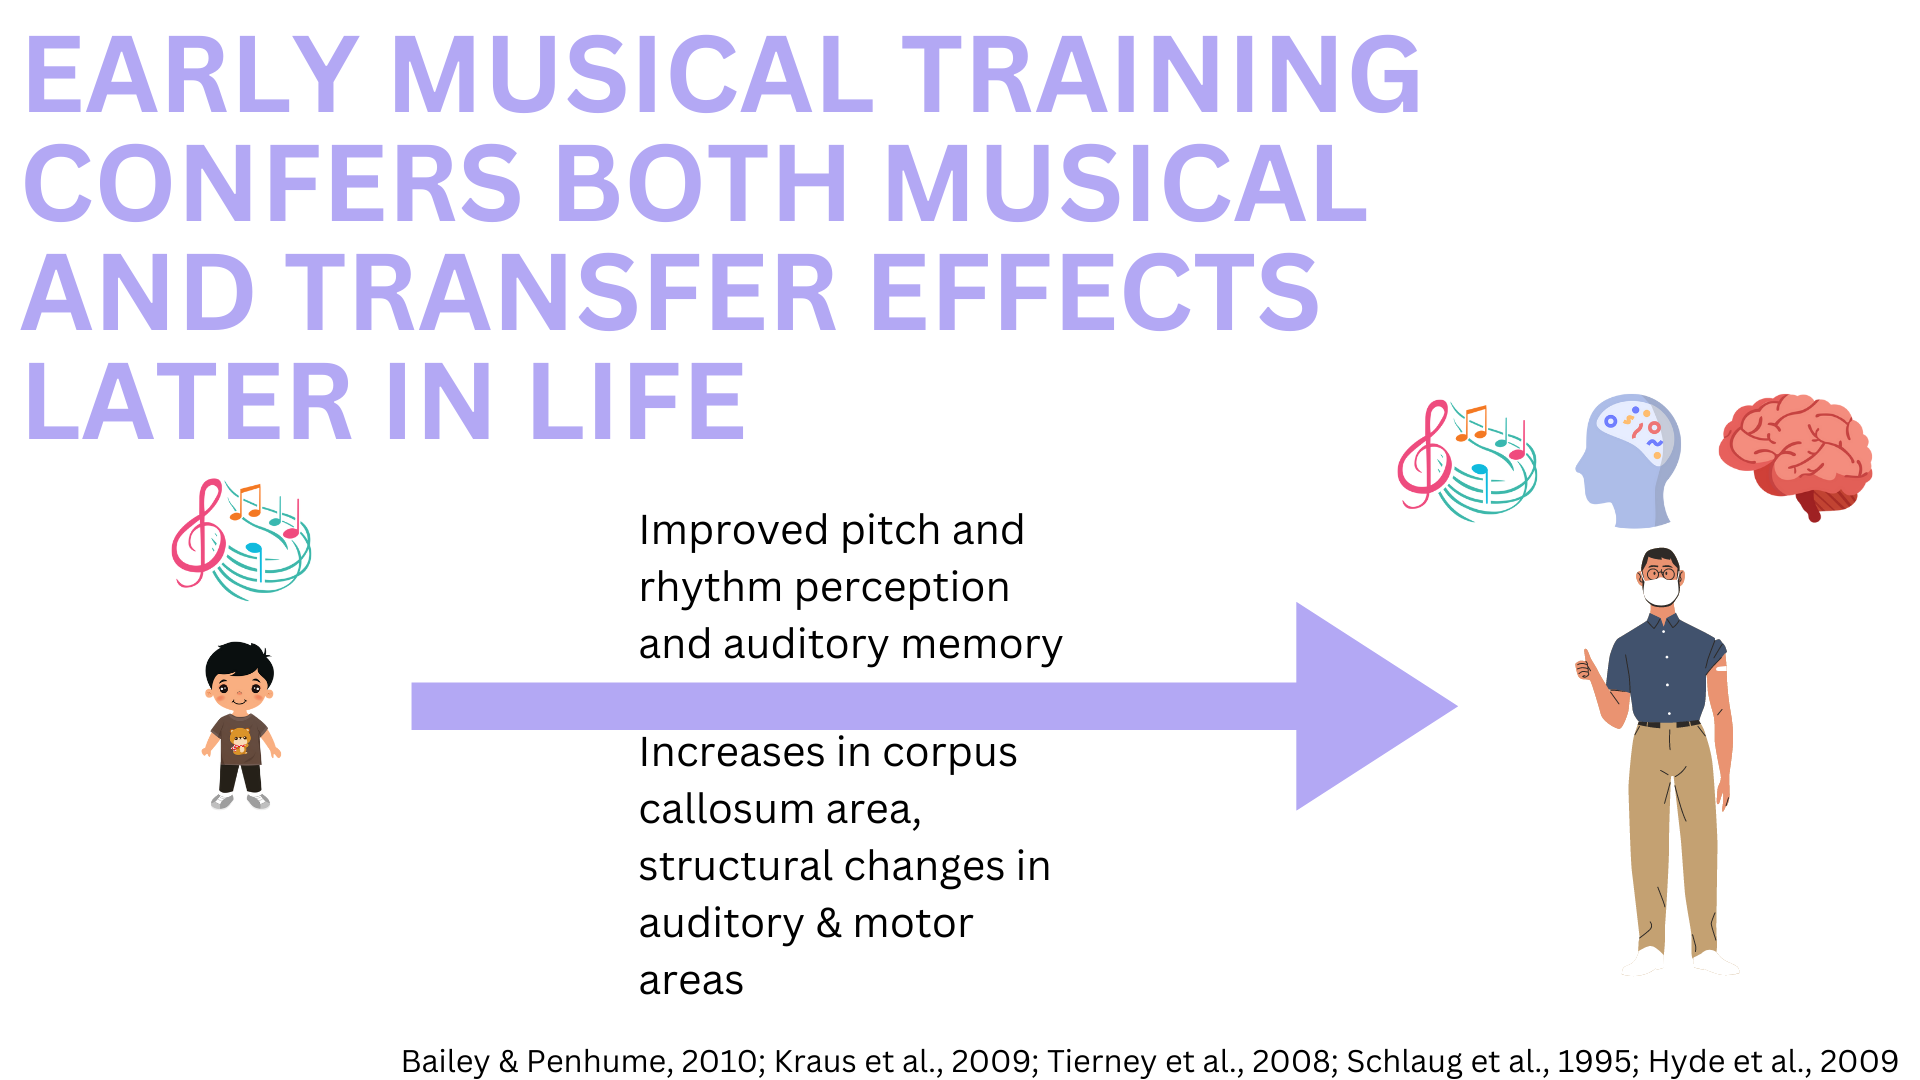 EARLY MUSICAL TRAINING
CONFERS BOTH MUSICAL
AND TRANSFER EFFECTS
LATER IN LIFE
Improved pitch and
rhythm perception
and auditory memory
Increases in corpus
callosum area,
structural changes in
auditory & motor
areas
Bailey & Penhume, 2010; Kraus et al., 2009; Tierney et al., 2008; Schlaug et al., 1995; Hyde et al., 2009